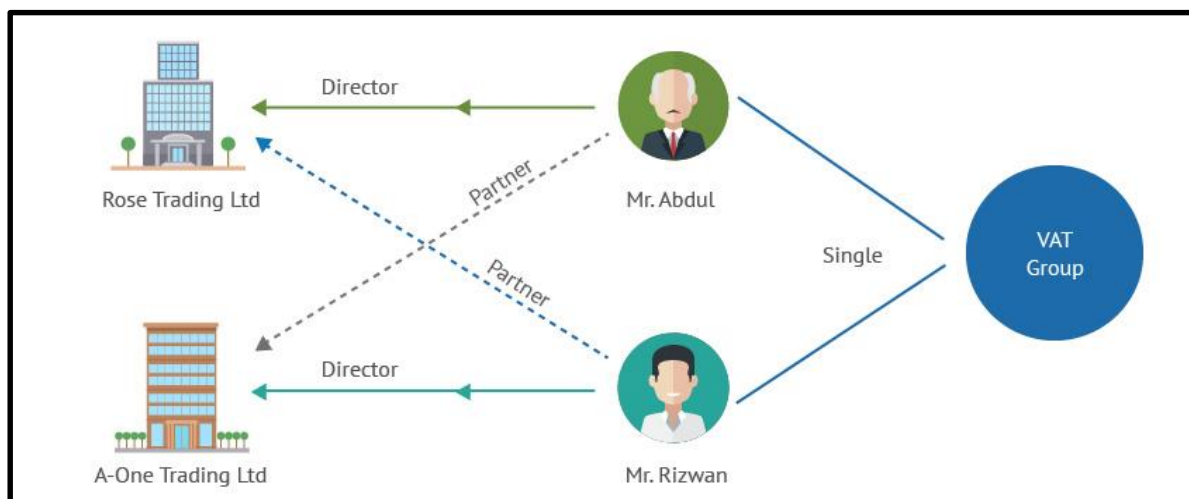 Director
Partner
Rose Trading Ltd
Mr. Abdul
Partner
Single
VAT
Group
Director
A-One Trading Ltd
Mr. Rizwan